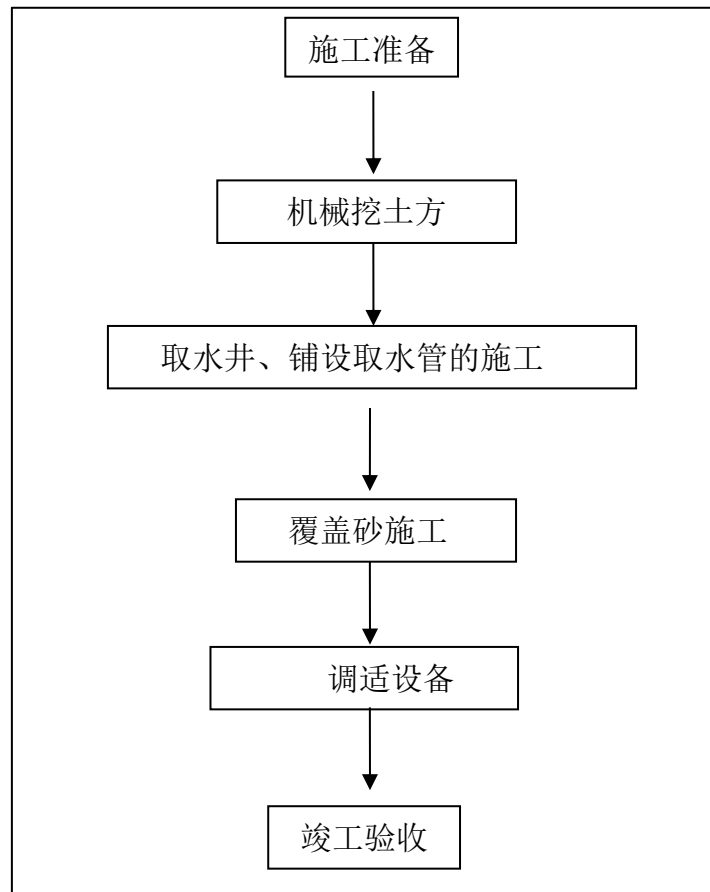 施工准备
机械挖土方
取水井、铺设取水管的施工
覆盖砂施工
调适设备
竣工验收